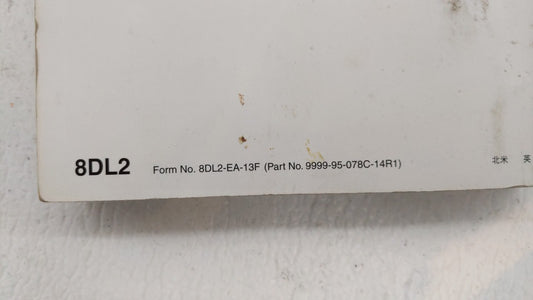 8DL2 Form No. 8DL2-EA-13F (Part No. 9999-95-078C-14R1) 北米 英